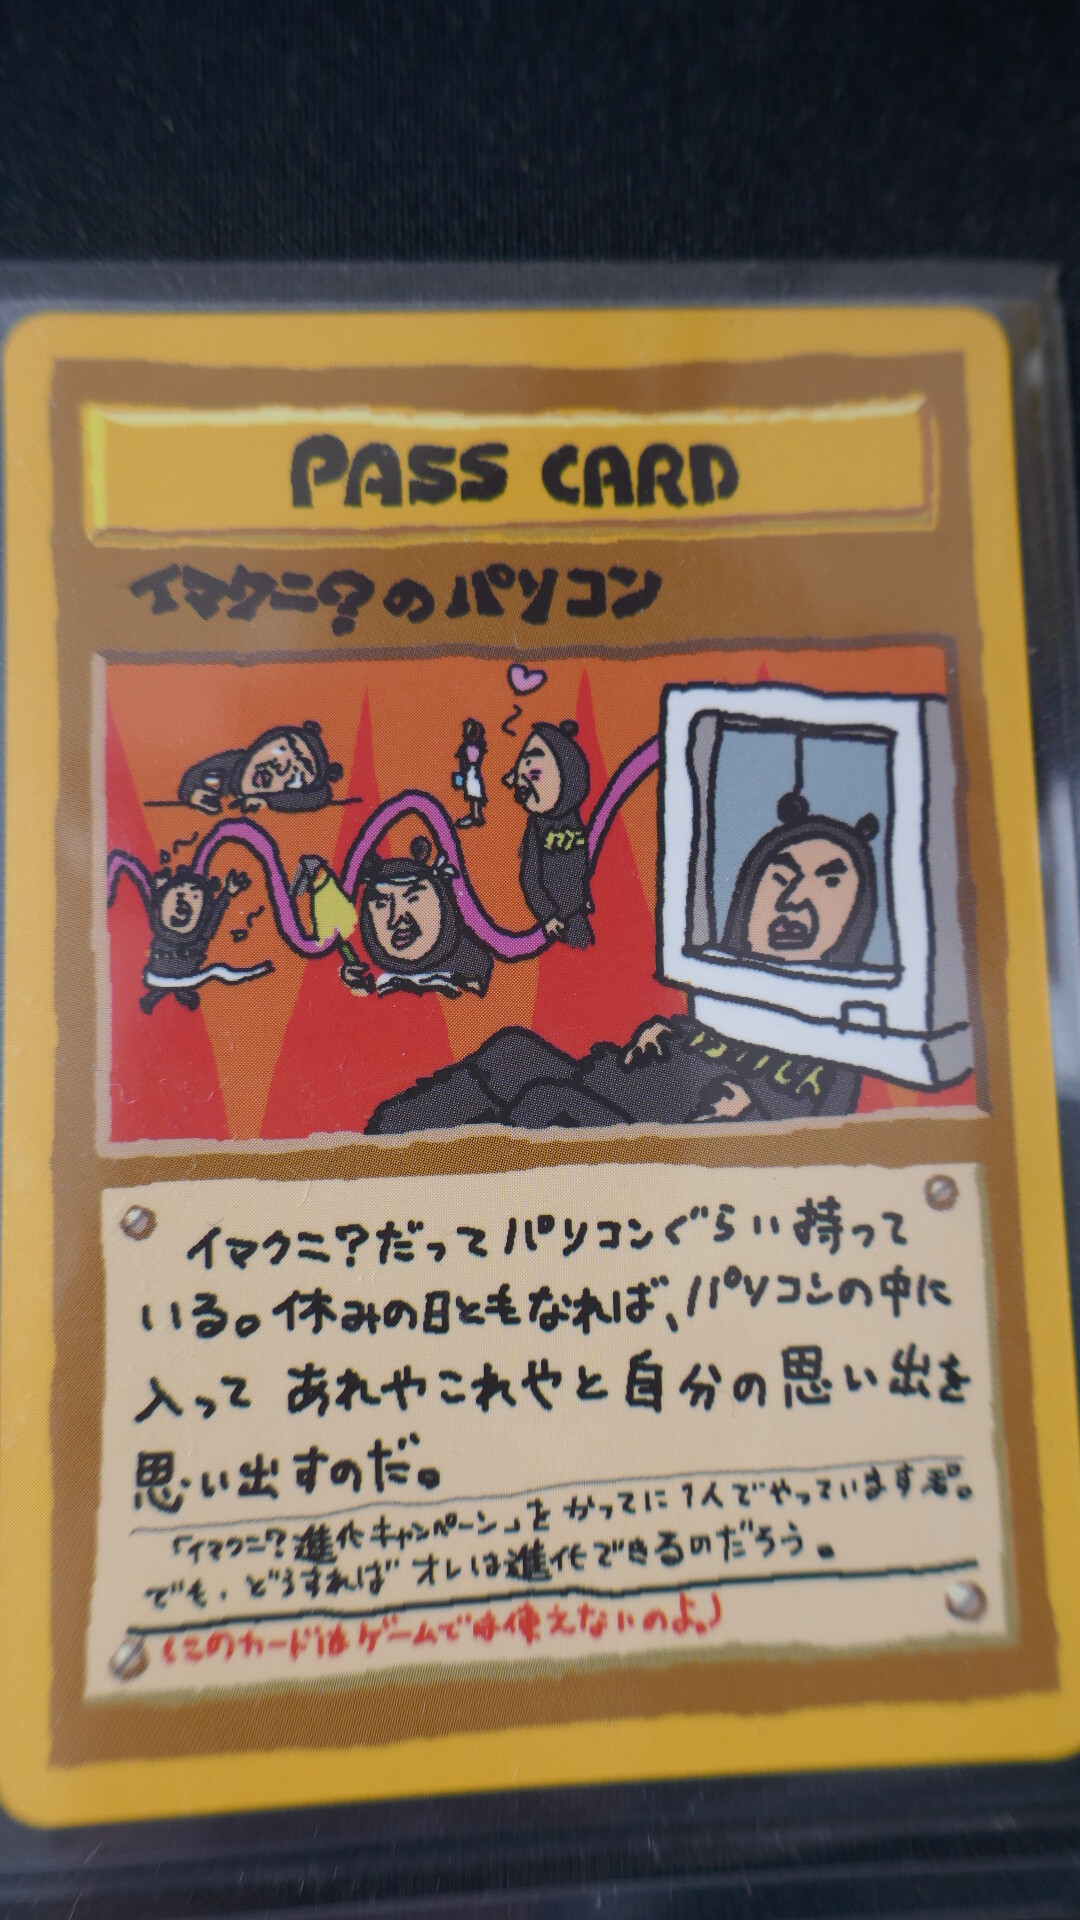 PASS CARD
イマクニ?のパソコン
イマクニ?だってパソコンぐらい持って
いる。休みの日ともなれば、パソコンの中に
入って あれやこれやと自分の思い出を
思い出すのだ。
「イマクニ?進化キャンペーン」を かってに1人でやっています
でも、どうすれば オレは進化できるのだろう。
(このカードはゲームでは使えないのよ。)